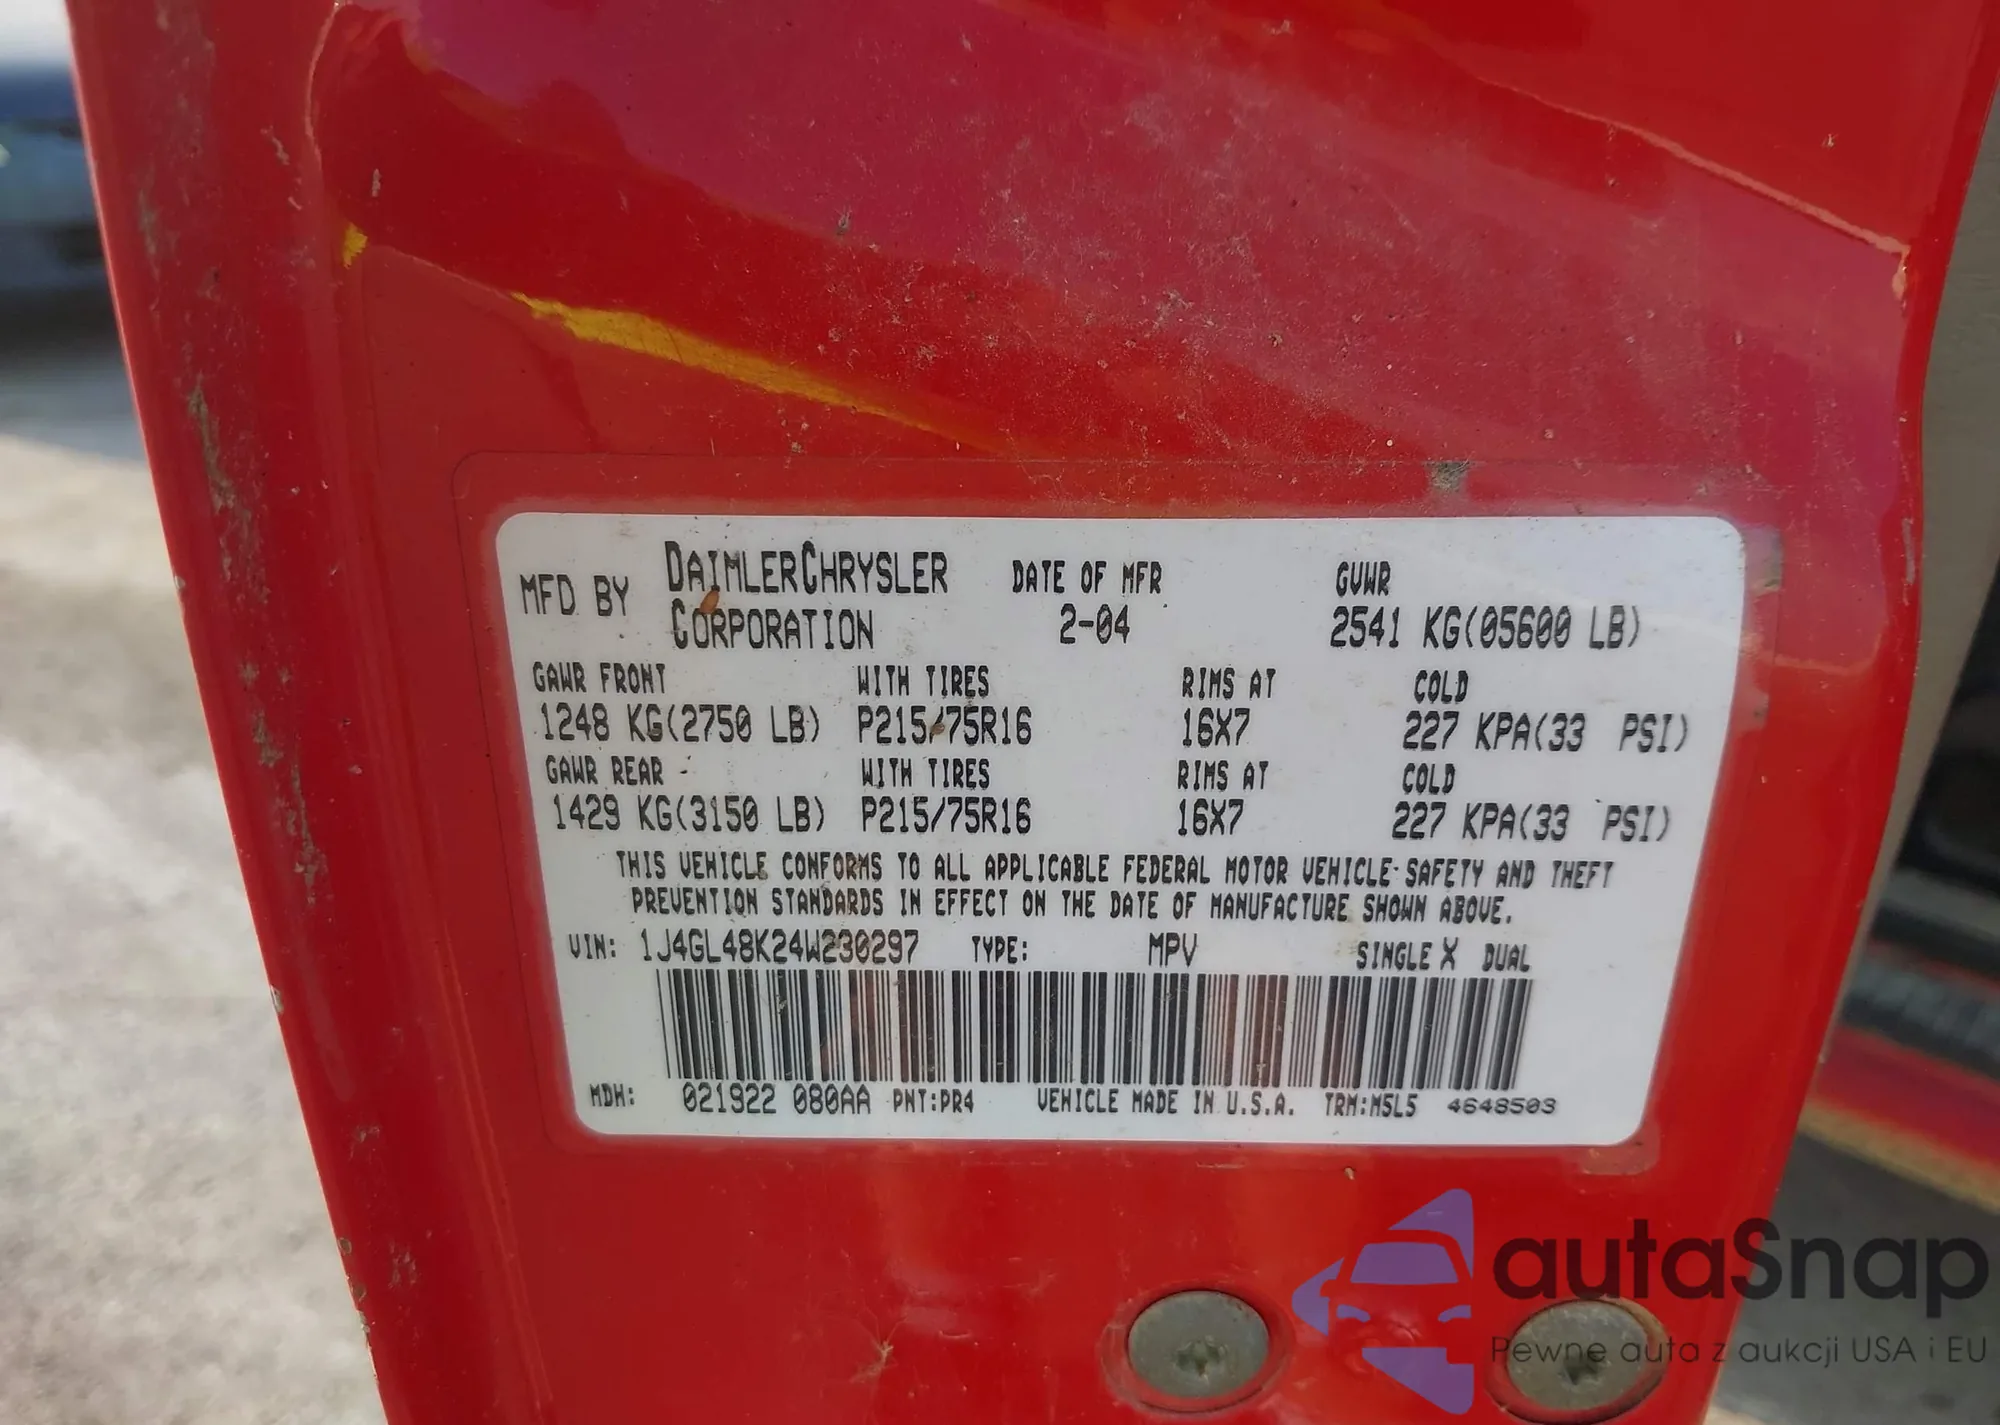 MFD BY DAIMLERCHRYSLER CORPORATION DATE OF MFR 2-04 GVWR 2541 KG(05600 LB)
GAWR FRONT WITH TIRES RIMS AT COLD
1248 KG(2750 LB) P215/75R16 16X7 227 KPA(33 PSI)
GAWR REAR WITH TIRES RIMS AT COLD
1429 KG(3150 LB) P215/75R16 16X7 227 KPA(33 PSI)
THIS VEHICLE CONFORMS TO ALL APPLICABLE FEDERAL MOTOR VEHICLE SAFETY AND THEFT
PREVENTION STANDARDS IN EFFECT ON THE DATE OF MANUFACTURE SHOWN ABOVE.
VIN: 1J4GL48K24W230297 TYPE: MPV SINGLE X DUAL
MDH: 021922 080AA PNT:PR4 VEHICLE MADE IN U.S.A. TRM:M5L5 4648503
autoSnap
Pewne auta z aukcji USA i EU